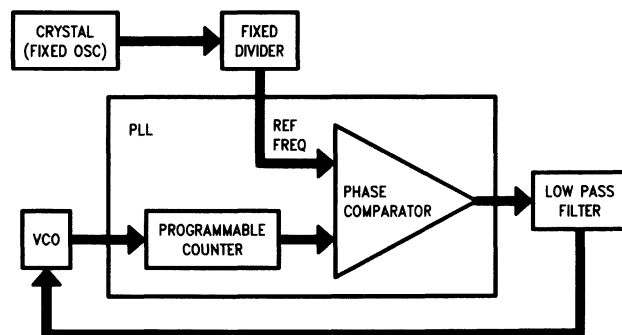 CRYSTAL
(FIXED OSC)
FIXED
DIVIDER
PLL
REF
FREQ
PHASE
COMPARATOR
LOW PASS
FILTER
VCO
PROGRAMMABLE
COUNTER